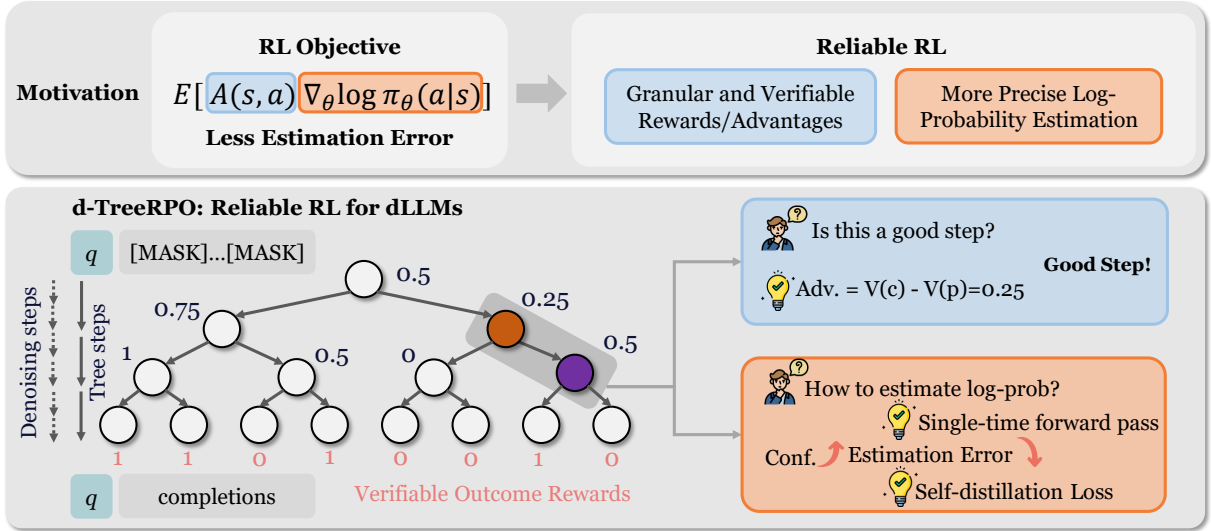 Motivation
RL Objective
E[A(s, a) ∇θ log πθ(a|s)]
Less Estimation Error
Reliable RL
Granular and Verifiable
Rewards/Advantages
More Precise Log-
Probability Estimation
d-TreeRPO: Reliable RL for dLLMs
q
[MASK]...[MASK]
Denoising steps
Tree steps
0.5
0.75
0.25
1
0.5
0
0.5
1 1 0 1 0 0 1 0
q
completions
Verifiable Outcome Rewards
?
Is this a good step?
Good Step!
Adv. = V(c) - V(p)=0.25
?
How to estimate log-prob?
Single-time forward pass
Conf.
Estimation Error
Self-distillation Loss